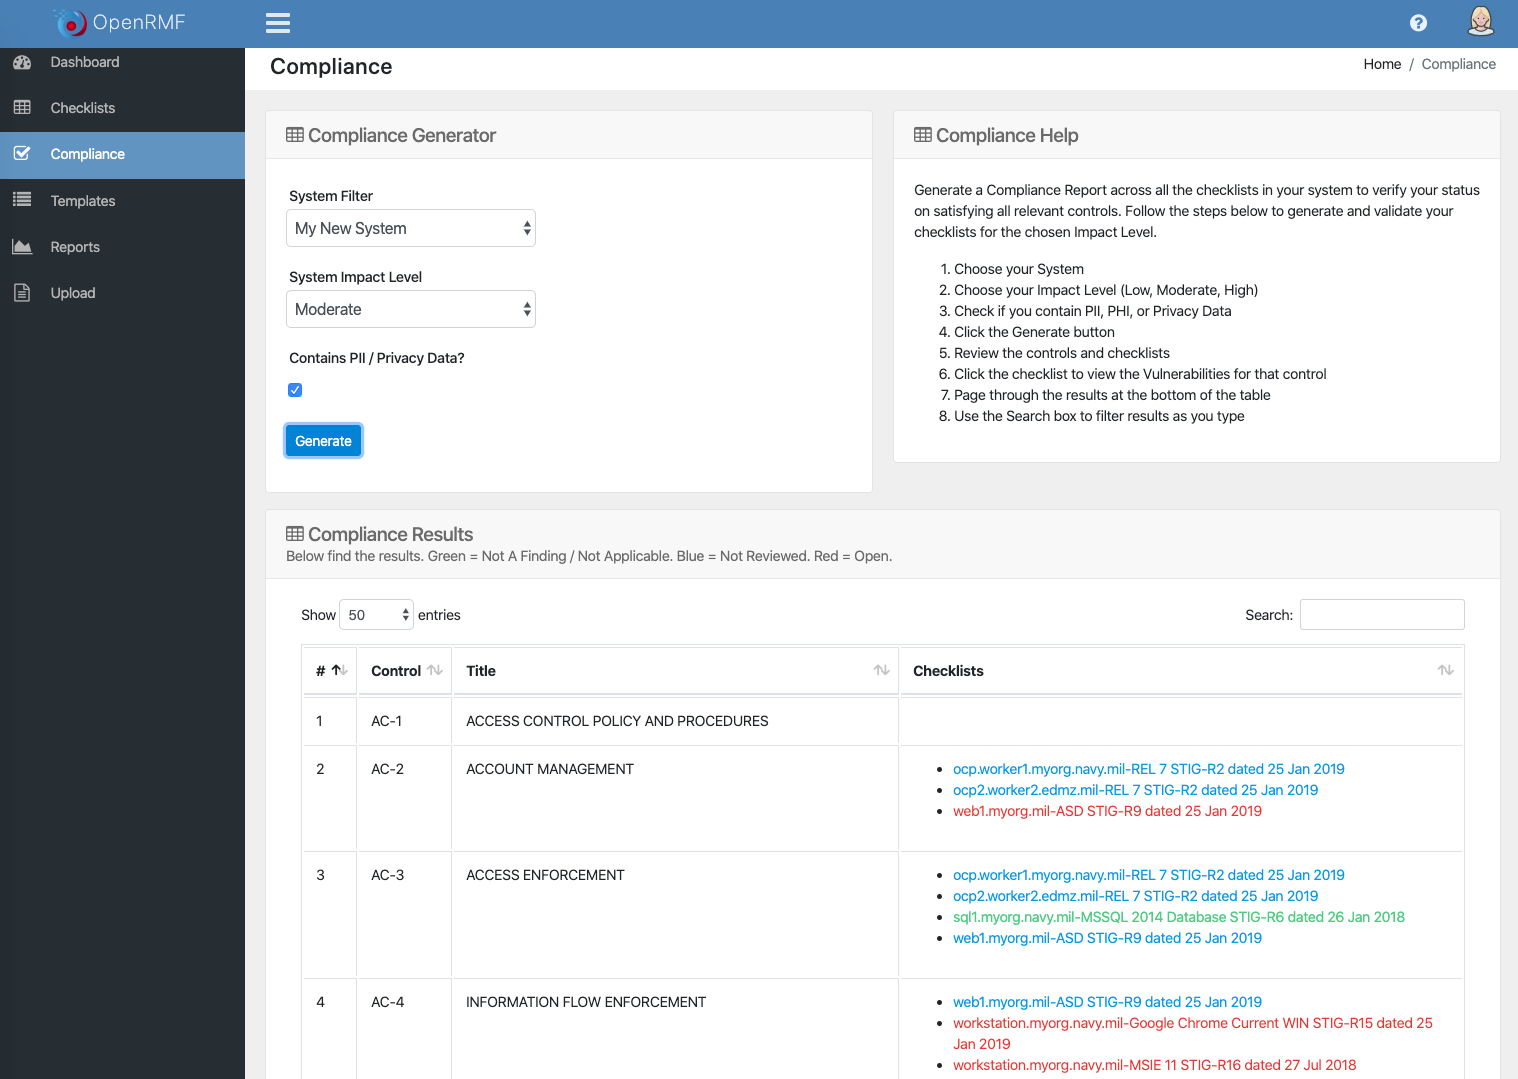 OpenRMF
Dashboard
Checklists
Compliance
Templates
Reports
Upload
Compliance
Home / Compliance
Compliance Generator
System Filter
My New System
System Impact Level
Moderate
Contains PII / Privacy Data?
Generate
Compliance Help
Generate a Compliance Report across all the checklists in your system to verify your status
on satisfying all relevant controls. Follow the steps below to generate and validate your
checklists for the chosen Impact Level.
1. Choose your System
2. Choose your Impact Level (Low, Moderate, High)
3. Check if you contain PII, PHI, or Privacy Data
4. Click the Generate button
5. Review the controls and checklists
6. Click the checklist to view the Vulnerabilities for that control
7. Page through the results at the bottom of the table
8. Use the Search box to filter results as you type
Compliance Results
Below find the results. Green = Not A Finding / Not Applicable. Blue = Not Reviewed. Red = Open.
Show 50 entries
Search:
# Control Title Checklists
1 AC-1 ACCESS CONTROL POLICY AND PROCEDURES
2 AC-2 ACCOUNT MANAGEMENT
ocp.worker1.myorg.navy.mil-REL 7 STIG-R2 dated 25 Jan 2019
ocp2.worker2.edmz.mil-REL 7 STIG-R2 dated 25 Jan 2019
web1.myorg.mil-ASD STIG-R9 dated 25 Jan 2019
3 AC-3 ACCESS ENFORCEMENT
ocp.worker1.myorg.navy.mil-REL 7 STIG-R2 dated 25 Jan 2019
ocp2.worker2.edmz.mil-REL 7 STIG-R2 dated 25 Jan 2019
sql1.myorg.navy.mil-MSSQL 2014 Database STIG-R6 dated 26 Jan 2018
web1.myorg.mil-ASD STIG-R9 dated 25 Jan 2019
4 AC-4 INFORMATION FLOW ENFORCEMENT
web1.myorg.mil-ASD STIG-R9 dated 25 Jan 2019
workstation.myorg.navy.mil-Google Chrome Current WIN STIG-R15 dated 25
Jan 2019
workstation.myorg.navy.mil-MSIE 11 STIG-R16 dated 27 Jul 2018